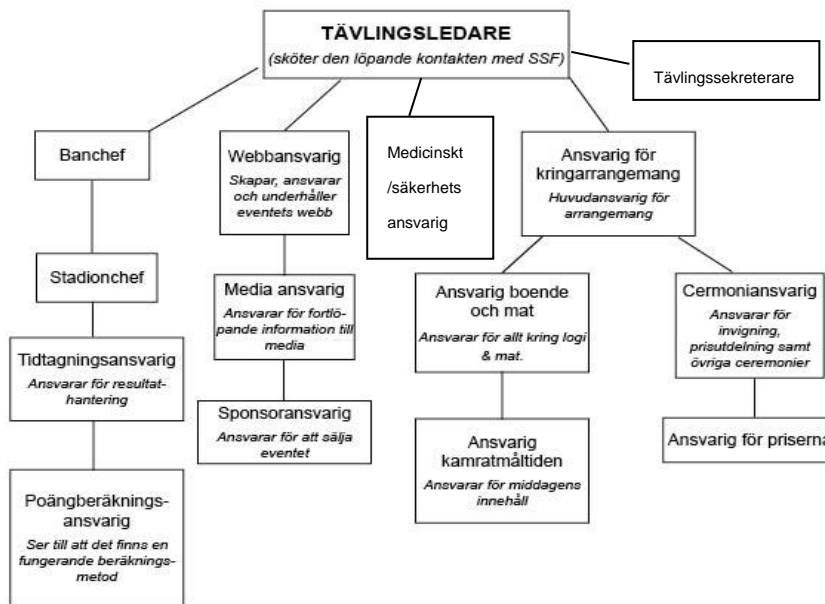 TÄVLINGSLEDARE
(sköter den löpande kontakten med SSF)
Tävlingssekreterare
Banchef
Webbansvarig
Skapar, ansvarar
och underhåller
eventets webb
Medicinskt
/säkerhets
ansvarig
Ansvarig för
kringarrangemang
Huvudansvarig för
arrangemang
Stadionchef
Media ansvarig
Ansvarar för fortlö-
pande information till
media
Ansvarig boende
och mat
Ansvarar för allt kring logi
& mat.
Cermoniansvarig
Ansvarar för
invigning,
prisutdelning samt
övriga ceremonier
Tidtagningsansvarig
Ansvarar för resultat-
hantering
Sponsoransvarig
Ansvarar för att sälja
eventet
Ansvarig
kamratmåltiden
Ansvarar för middagens
innehåll
Ansvarig för priserna
Poängberäknings-
ansvarig
Ser till att det finns en
fungerande beräknings-
metod